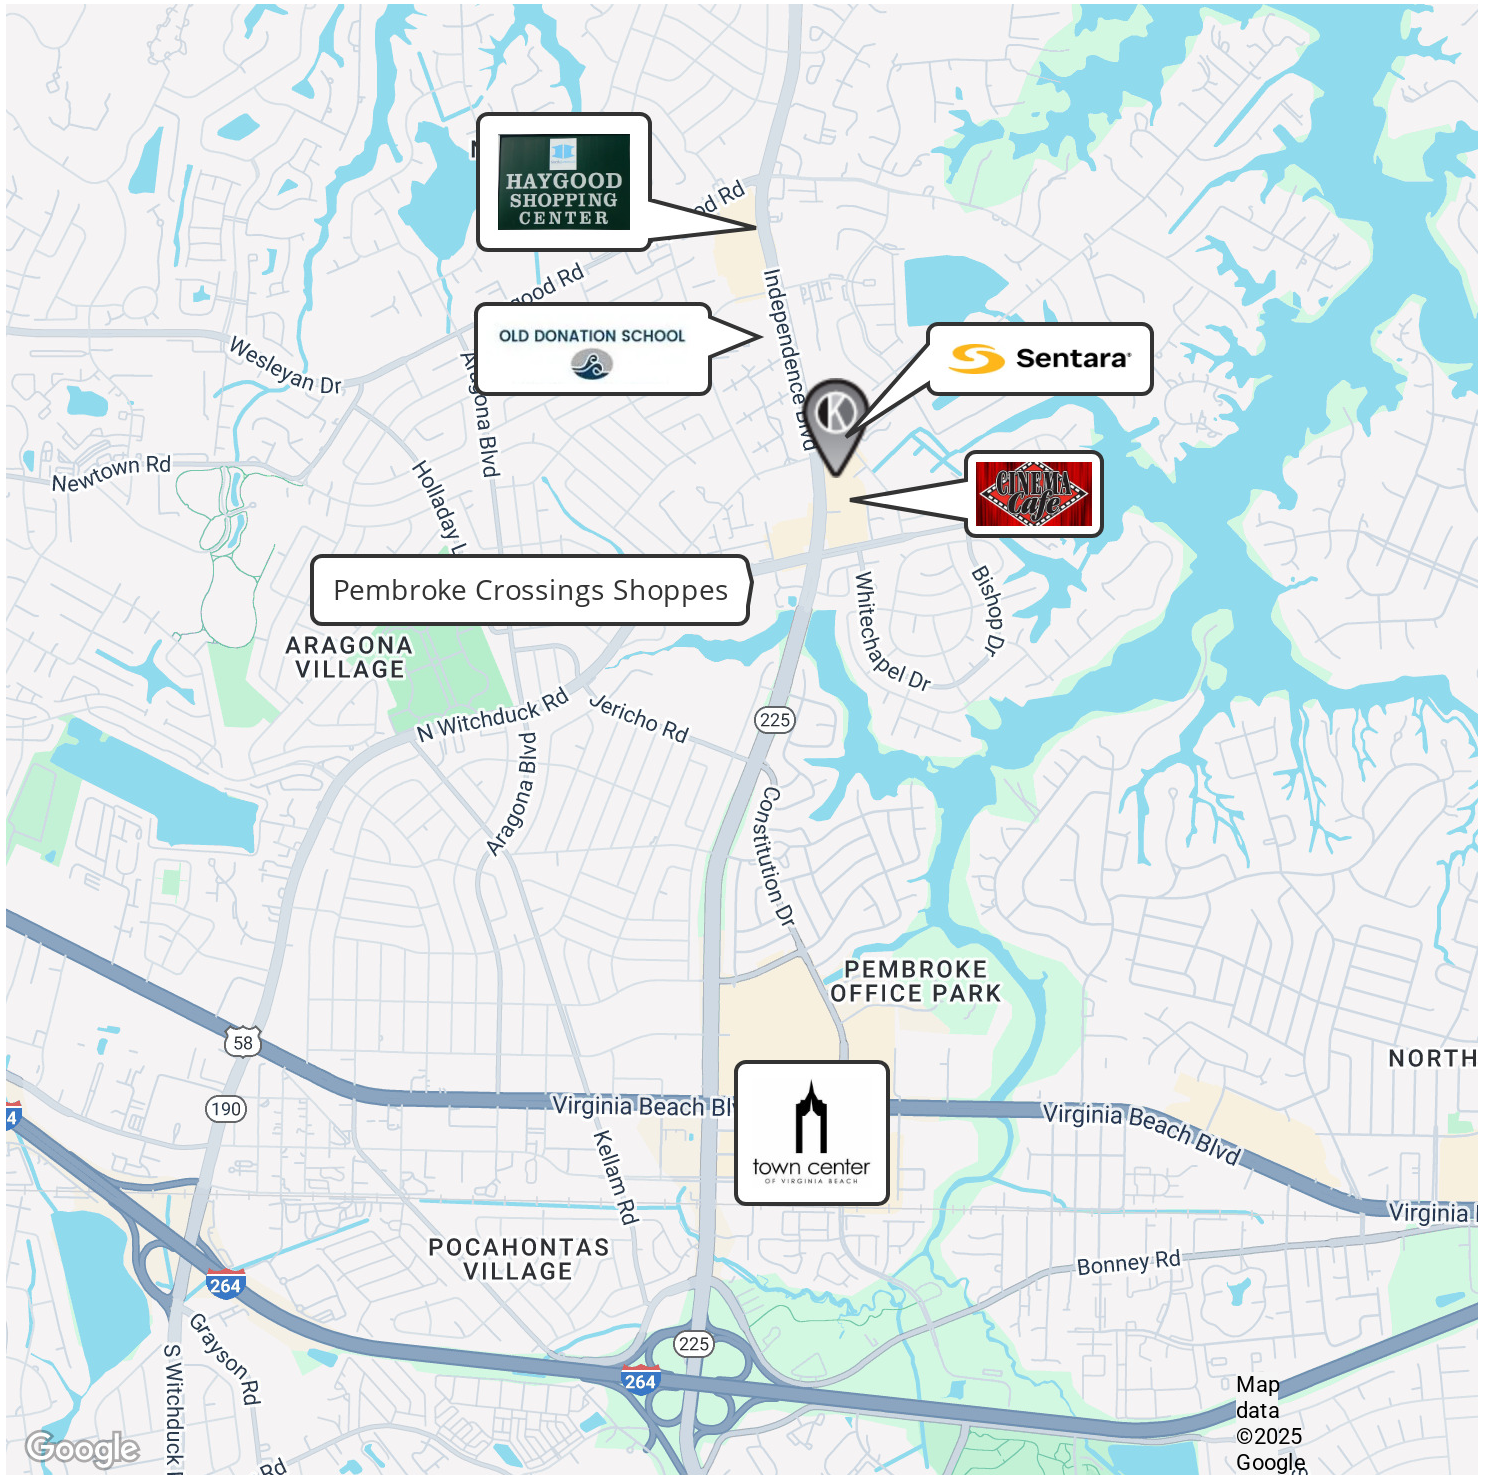 HAYGOOD
SHOPPING
CENTER
od Rd
good Rd
Independence Blvd
OLD DONATION SCHOOL
Sentara
K
Wesleyan Dr
Aragona Blvd
Newtown Rd
Holladay L
CINEMA
Cafe
Pembroke Crossings Shoppes
Whitechapel Dr
Bishop Dr
ARAGONA
VILLAGE
N Witchduck Rd
Jericho Rd
225
Aragona Blvd
Constitution Dr
PEMBROKE
OFFICE PARK
58
NORTH
190
Virginia Beach Bl
Virginia Beach Blvd
town center
OF VIRGINIA BEACH
Kellam Rd
Virginia
POCAHONTAS
VILLAGE
Bonney Rd
264
Grayson Rd
225
264
S Witchduck
Map
data
©2025
Google
Google
Rd